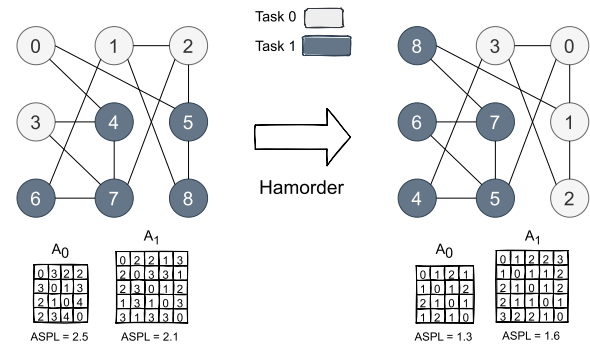 Task 0
Task 1
0 1 2
3 4 5
6 7 8
Hamorder
8 3 0
6 7 1
4 5 2
A0
0 3 2 2
3 0 1 3
2 1 0 4
2 3 4 0
ASPL = 2.5
A1
0 2 2 1 3
2 0 3 3 1
2 3 0 1 3
1 3 1 0 3
3 1 3 3 0
ASPL = 2.1
A0
0 1 2 1
1 0 1 2
2 1 0 1
1 2 1 0
ASPL = 1.3
A1
0 1 2 2 3
1 0 1 1 2
2 1 0 1 2
2 1 1 0 1
3 2 2 1 0
ASPL = 1.6